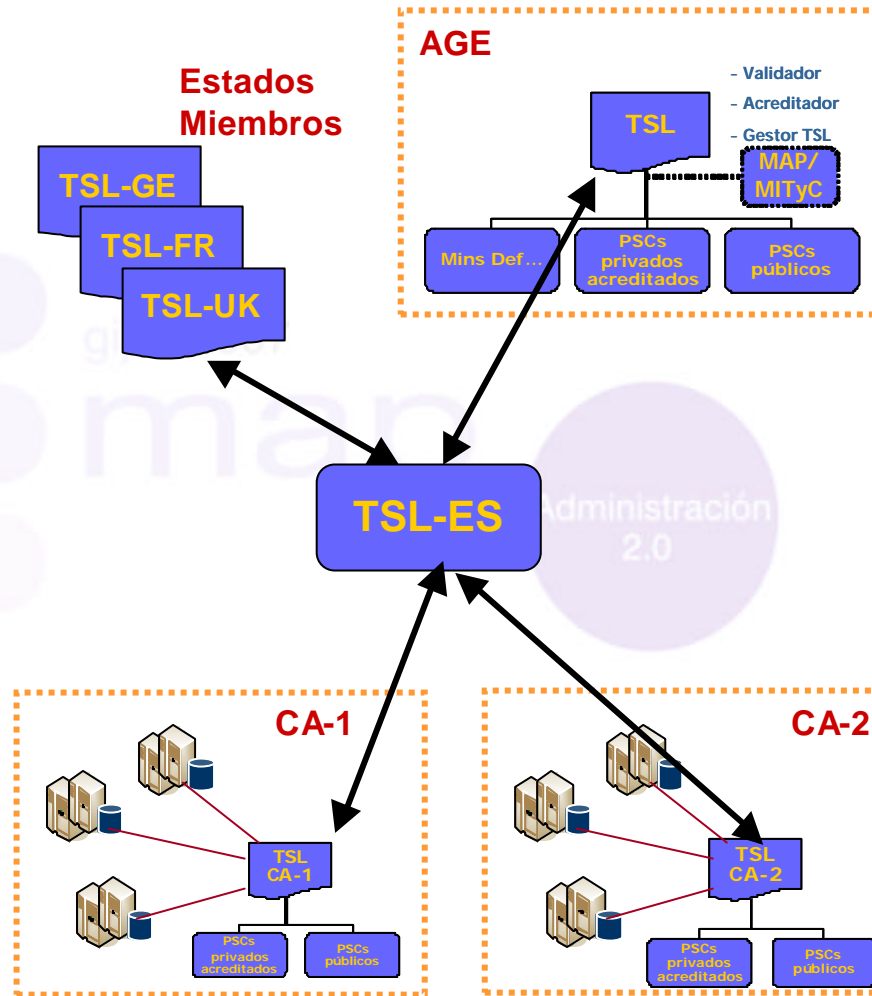 AGE
Estados
Miembros
- Validador
- Acreditador
- Gestor TSL
TSL
MAP/
MITyC
TSL-GE
TSL-FR
TSL-UK
Mins Def...
PSCs
privados
acreditados
PSCs
públicos
map
TSL-ES
Administración
2.0
CA-1
TSL
CA-1
PSCs
privados
acreditados
PSCs
públicos
CA-2
TSL
CA-2
PSCs
privados
acreditados
PSCs
públicos